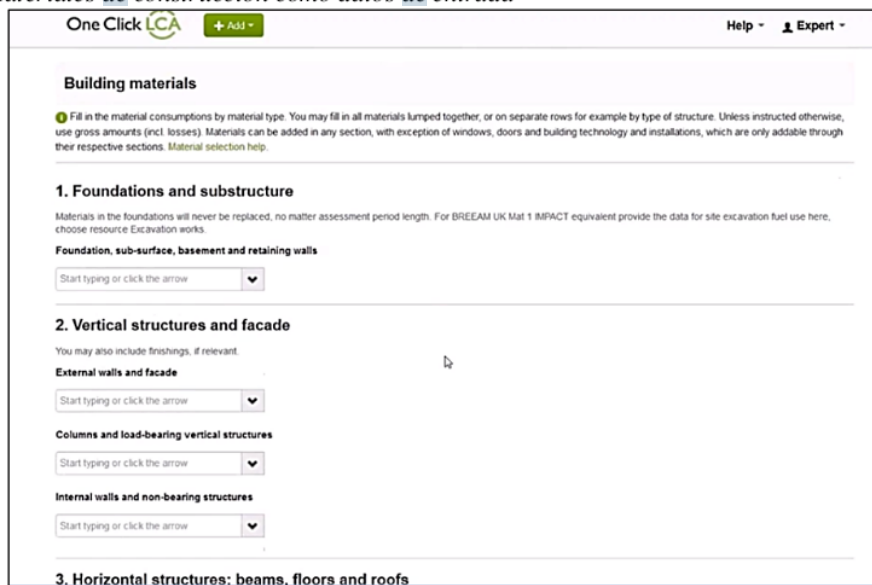 materiales de construcción como datos de entrada
One Click LCA
+ Add
Help
Expert
Building materials
Fill in the material consumptions by material type. You may fill in all materials lumped together, or on separate rows for example by type of structure. Unless instructed otherwise,
use gross amounts (incl. losses). Materials can be added in any section, with exception of windows, doors and building technology and installations, which are only addable through
their respective sections. Material selection help.
1. Foundations and substructure
Materials in the foundations will never be replaced, no matter assessment period length. For BREEAM UK Mat 1 IMPACT equivalent provide the data for site excavation fuel use here,
choose resource Excavation works.
Foundation, sub-surface, basement and retaining walls
Start typing or click the arrow
2. Vertical structures and facade
You may also include finishings, if relevant.
External walls and facade
Start typing or click the arrow
Columns and load-bearing vertical structures
Start typing or click the arrow
Internal walls and non-bearing structures
Start typing or click the arrow
3. Horizontal structures: beams, floors and roofs